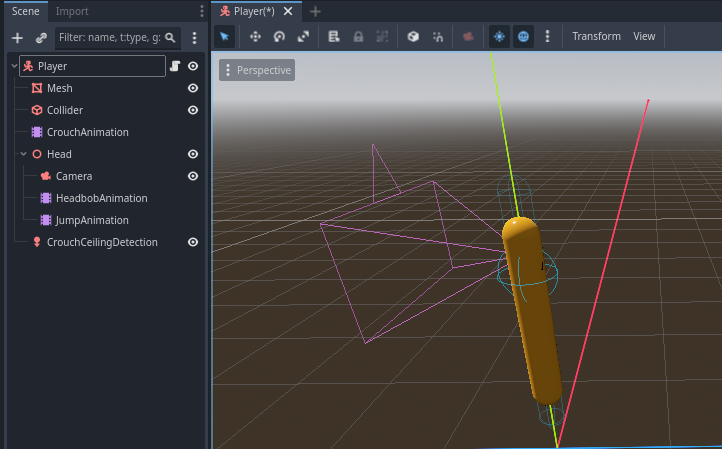 Scene Import
Player(*)
Filter: name, t:type, g:
Transform View
Perspective
Player
Mesh
Collider
CrouchAnimation
Head
Camera
HeadbobAnimation
JumpAnimation
CrouchCeilingDetection